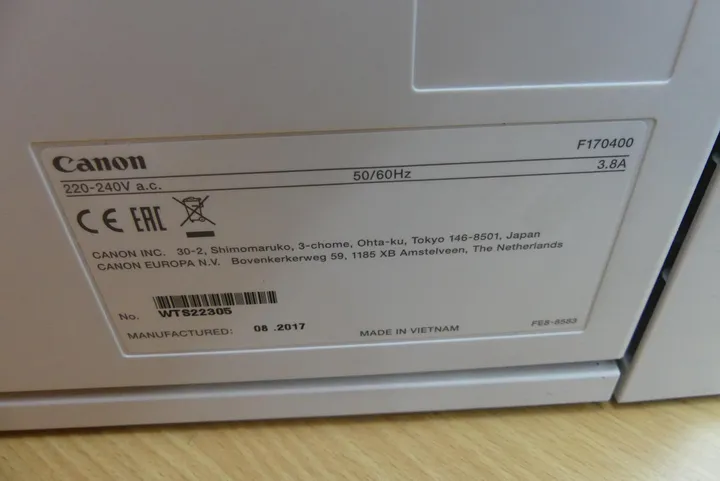 Canon
F170400
220-240V a.c. 50/60Hz 3.8A
CE EAC
CANON INC. 30-2, Shimomaruko, 3-chome, Ohta-ku, Tokyo 146-8501, Japan
CANON EUROPA N.V. Bovenkerkerweg 59, 1185 XB Amstelveen, The Netherlands
No. WTS22305
MANUFACTURED: 08 .2017 MADE IN VIETNAM FE8-8583